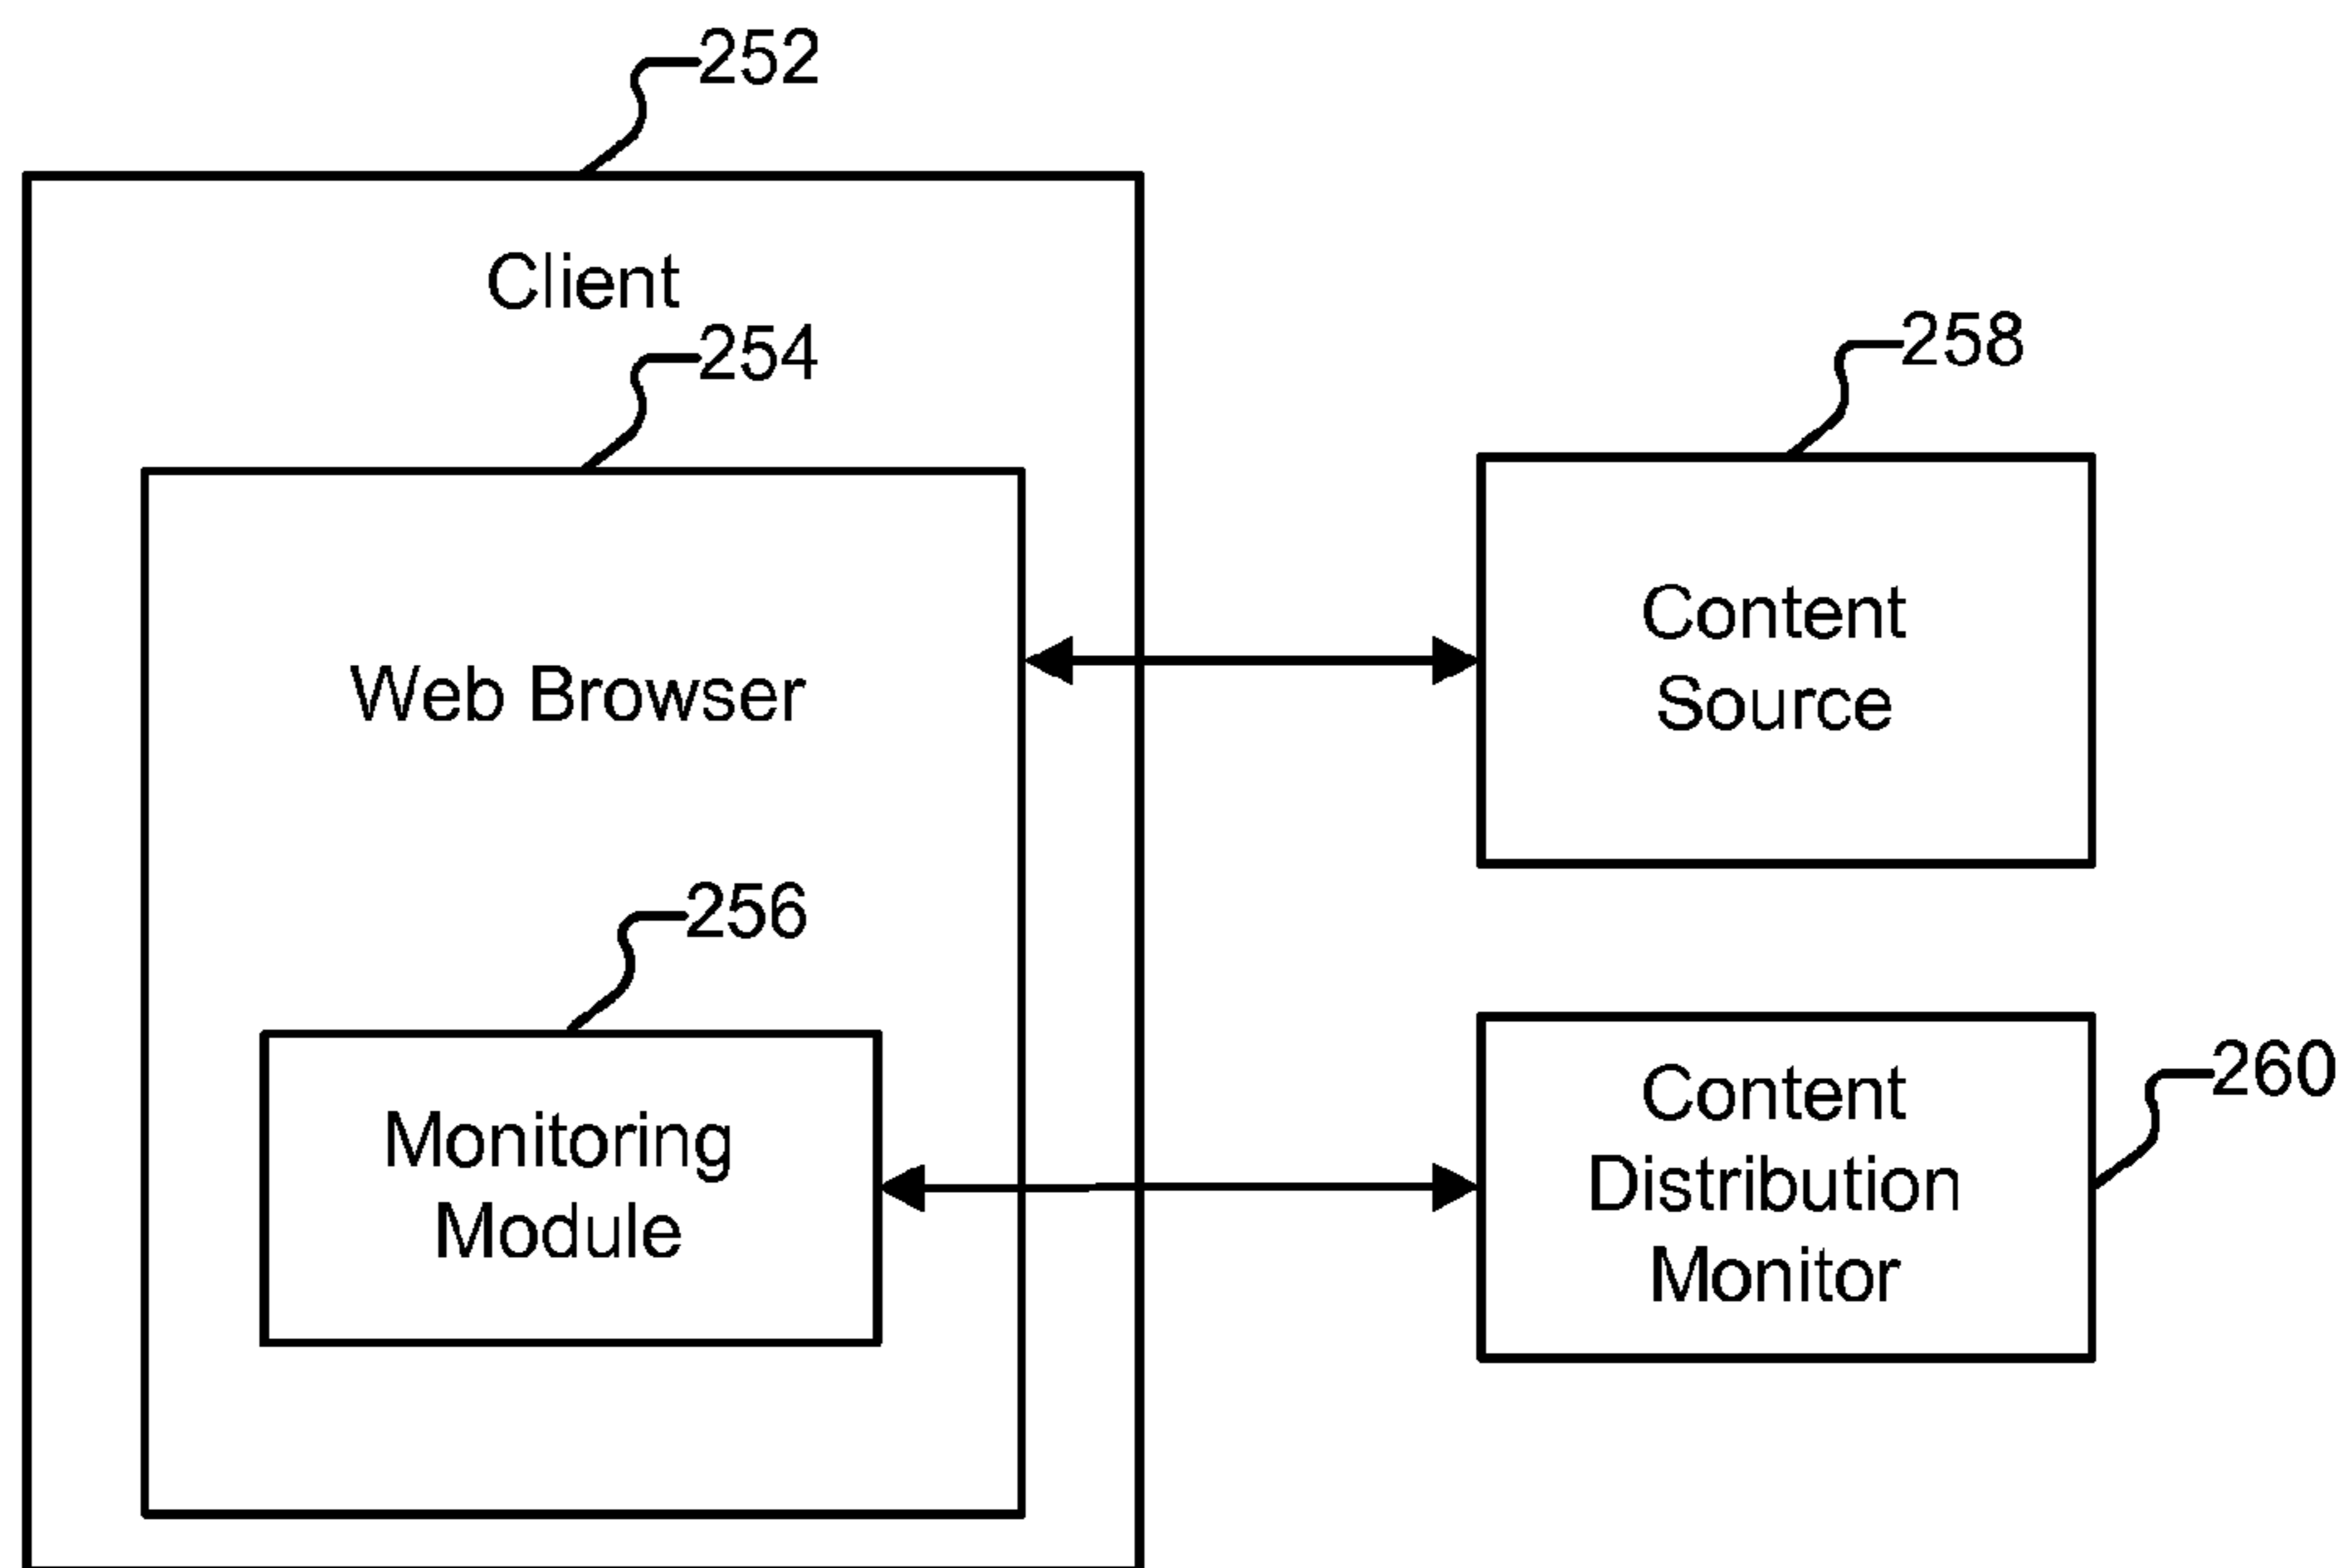 252
Client
254
258
Web Browser
Content
Source
256
Monitoring
Module
Content
Distribution
Monitor
260